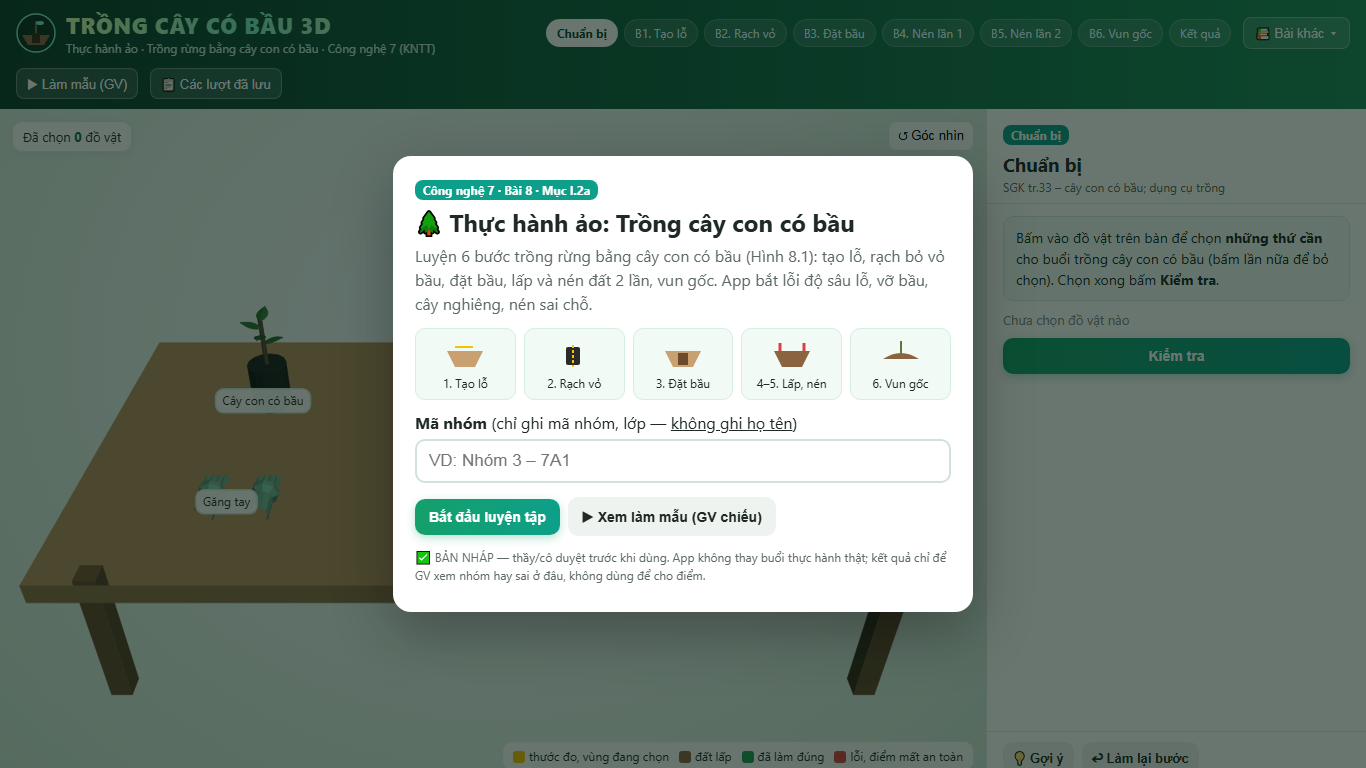 TRỒNG CÂY CÓ BẦU 3D
Thực hành ảo · Trồng rừng bằng cây con có bầu · Công nghệ 7 (KNTT)
Chuẩn bị
B1. Tạo lỗ
B2. Rạch vỏ
B3. Đặt bầu
B4. Nén lần 1
B5. Nén lần 2
B6. Vun gốc
Kết quả
Bài khác
Làm mẫu (GV)
Các lượt đã lưu
Đã chọn 0 đồ vật
Góc nhìn
Cây con có bầu
Găng tay
Công nghệ 7 · Bài 8 · Mục I.2a
Thực hành ảo: Trồng cây con có bầu
Luyện 6 bước trồng rừng bằng cây con có bầu (Hình 8.1): tạo lỗ, rạch bỏ vỏ
bầu, đặt bầu, lấp và nén đất 2 lần, vun gốc. App bắt lỗi độ sâu lỗ, vỡ bầu,
cây nghiêng, nén sai chỗ.
1. Tạo lỗ
2. Rạch vỏ
3. Đặt bầu
4–5. Lấp, nén
6. Vun gốc
Mã nhóm (chỉ ghi mã nhóm, lớp — không ghi họ tên)
VD: Nhóm 3 – 7A1
Bắt đầu luyện tập
Xem làm mẫu (GV chiếu)
BẢN NHÁP — thầy/cô duyệt trước khi dùng. App không thay buổi thực hành thật; kết quả chỉ để
GV xem nhóm hay sai ở đâu, không dùng để cho điểm.
Chuẩn bị
Chuẩn bị
SGK tr.33 – cây con có bầu; dụng cụ trồng
Bấm vào đồ vật trên bàn để chọn những thứ cần
cho buổi trồng cây con có bầu (bấm lần nữa để bỏ
chọn). Chọn xong bấm Kiểm tra.
Chưa chọn đồ vật nào
Kiểm tra
thước đo, vùng đang chọn
đất lấp
đã làm đúng
lỗi, điểm mất an toàn
Gợi ý
Làm lại bước